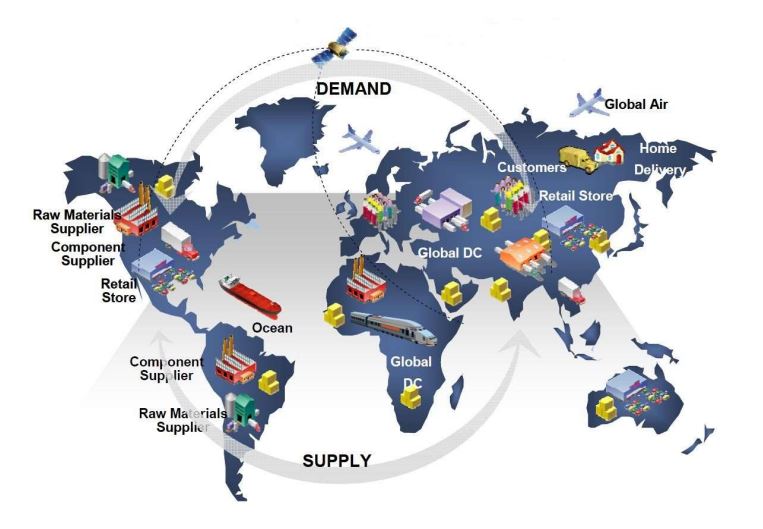 DEMAND
Global Air
Home
Delivery
Customers
Retail Store
Raw Materials
Supplier
Component
Supplier
Global DC
Retail
Store
Ocean
Component
Supplier
Global
DC
Raw Materials
Supplier
SUPPLY